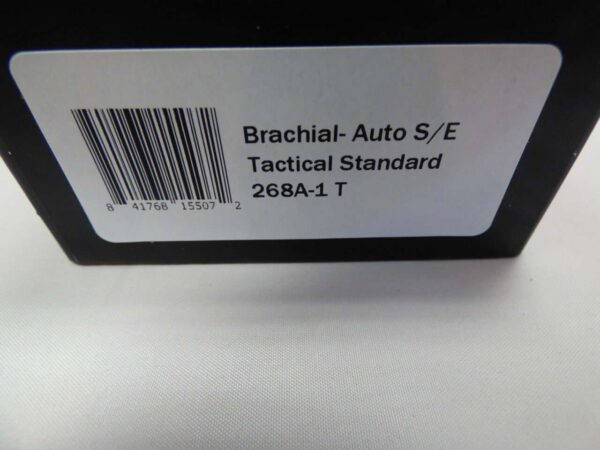 Brachial- Auto S/E
Tactical Standard
268A-1 T
8 41768 15507 2